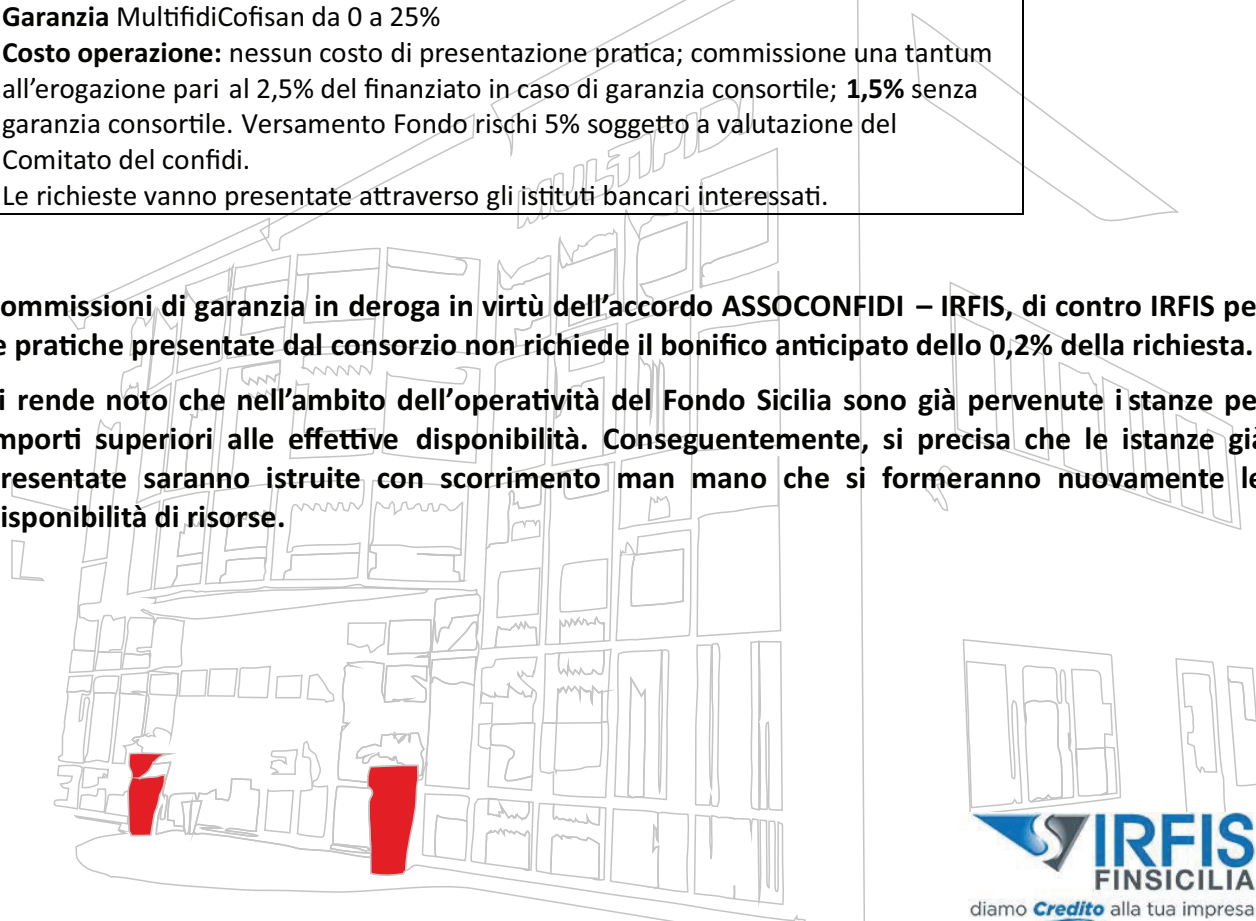 Garanzia MultifidiCofisan da 0 a 25%
Costo operazione: nessun costo di presentazione pratica; commissione una tantum
all'erogazione pari al 2,5% del finanziato in caso di garanzia consortile; 1,5% senza
garanzia consortile. Versamento Fondo rischi 5% soggetto a valutazione del
Comitato del confidi.
Le richieste vanno presentate attraverso gli istituti bancari interessati.
MULTIFIDI
ommissioni di garanzia in deroga in virtù dell'accordo ASSOCONFIDI – IRFIS, di contro IRFIS pe
e pratiche presentate dal consorzio non richiede il bonifico anticipato dello 0,2% della richiesta.
i rende noto che nell'ambito dell'operatività del Fondo Sicilia sono già pervenute istanze pe
mporti superiori alle effettive disponibilità. Conseguentemente, si precisa che le istanze già
resentate saranno istruite con scorrimento man mano che si formeranno nuovamente le
isponibilità di risorse.
IRFIS
FINSICILIA
diamo Credito alla tua impresa